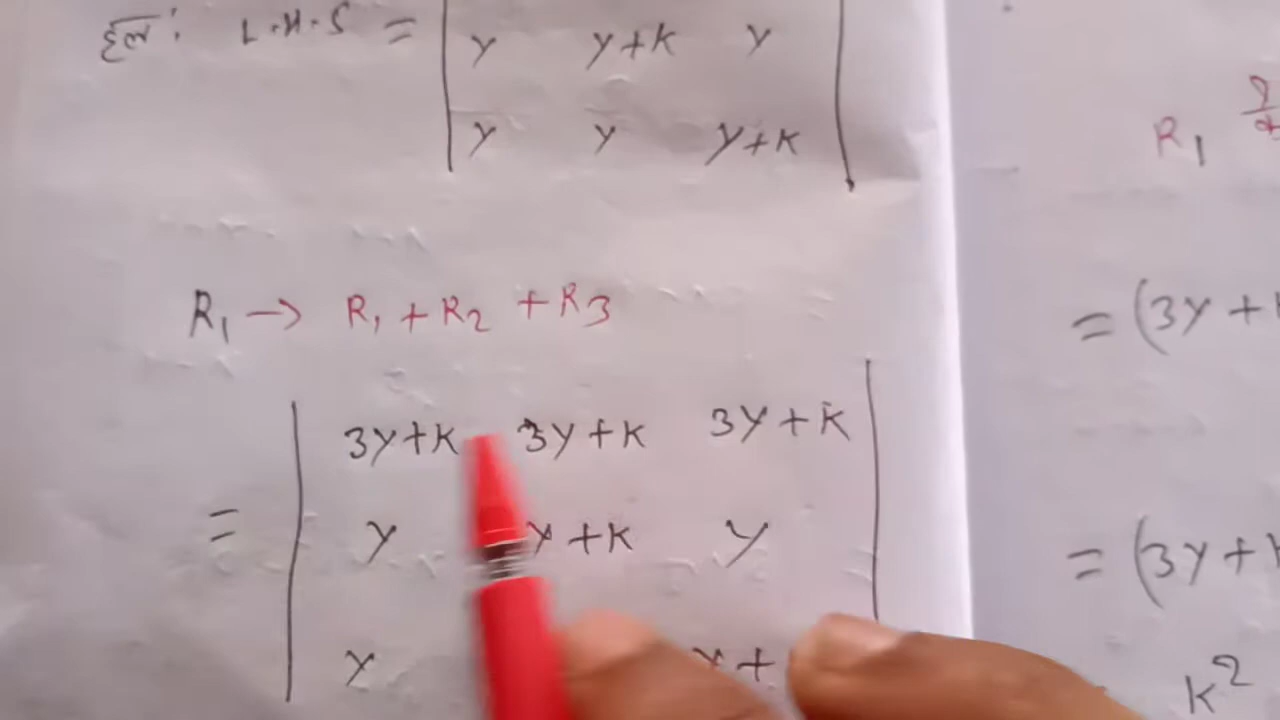 हल: L.H.S = | y y+k y |
| y y y+k |
R₁ → R₁ + R₂ + R₃
= | 3y+k 3y+k 3y+k |
| y y+k y |
| y y+
R₁
= (3y +
= (3y +
k²